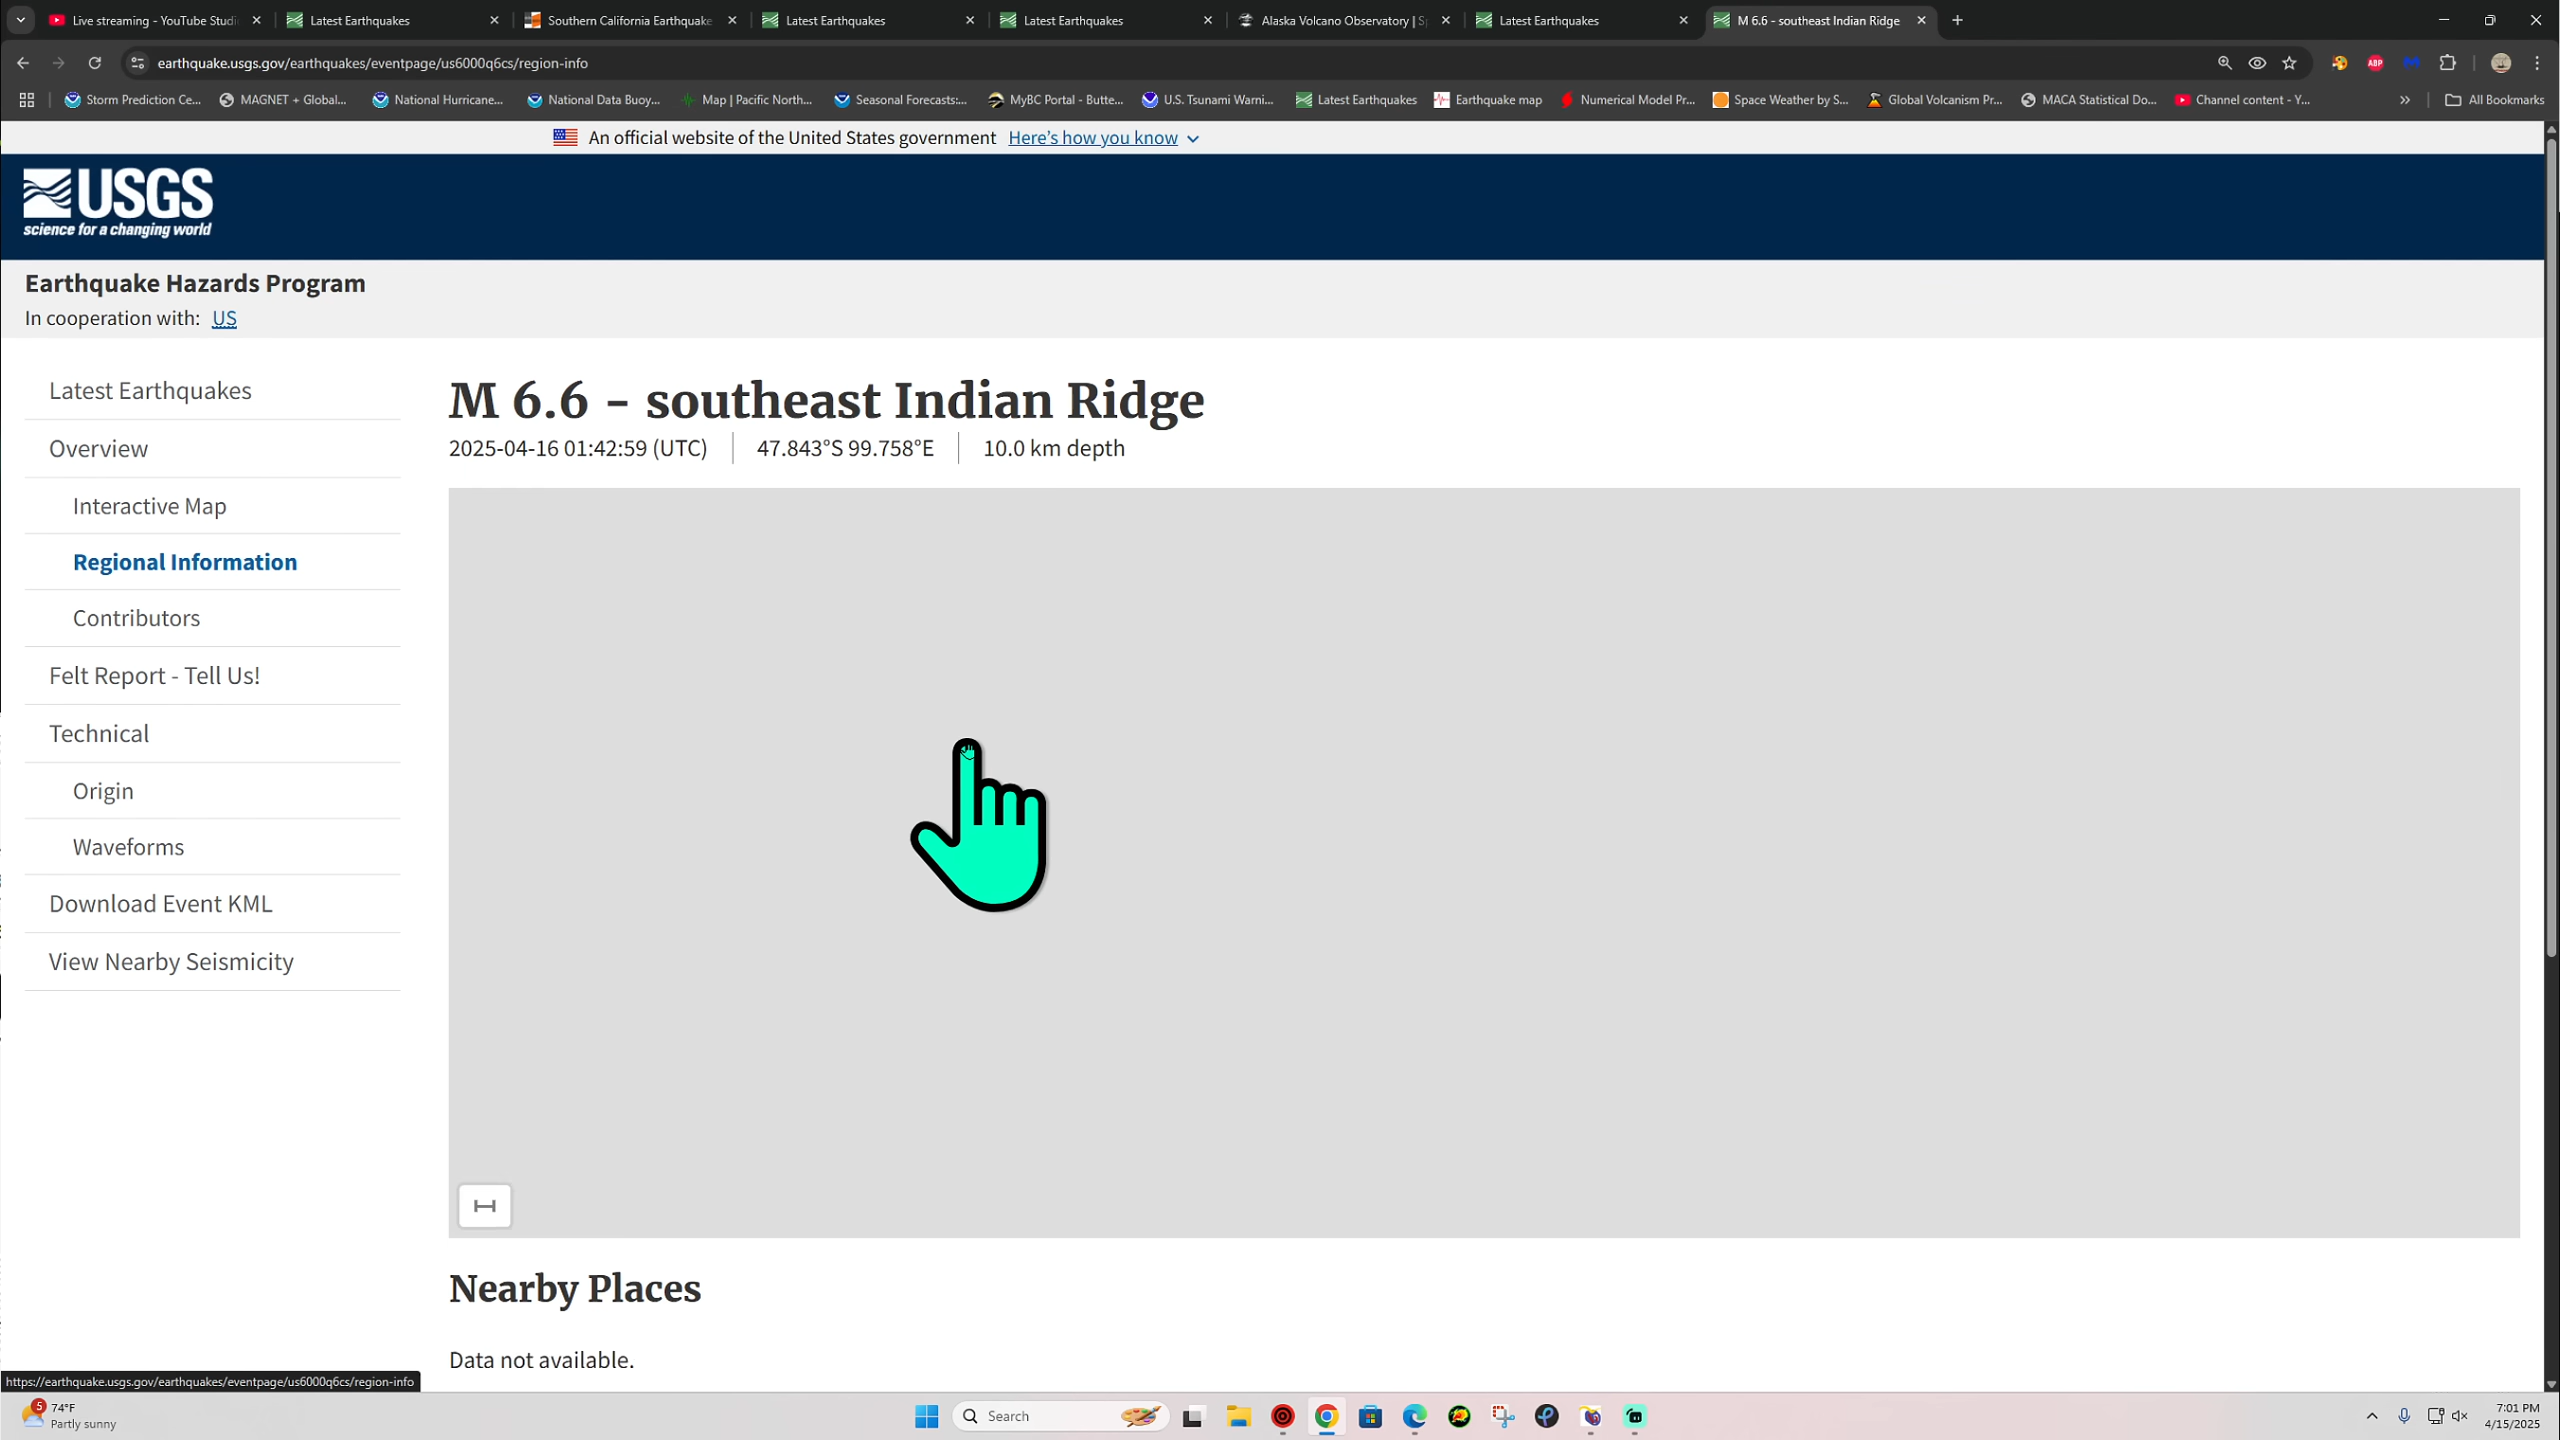 Live streaming - YouTube Studi
Latest Earthquakes
Southern California Earthquake
Latest Earthquakes
Latest Earthquakes
Alaska Volcano Observatory | S
Latest Earthquakes
M 6.6 - southeast Indian Ridge
earthquake.usgs.gov/earthquakes/eventpage/us6000q6cs/region-info
ABP
Storm Prediction Ce...
MAGNET + Global...
National Hurricane...
National Data Buoy...
Map | Pacific North...
Seasonal Forecasts:...
MyBC Portal - Butte...
U.S. Tsunami Warni...
Latest Earthquakes
Earthquake map
Numerical Model Pr...
Space Weather by S...
Global Volcanism Pr...
MACA Statistical Do...
Channel content - Y...
All Bookmarks
An official website of the United States government Here's how you know
USGS
science for a changing world
Earthquake Hazards Program
In cooperation with: US
Latest Earthquakes
Overview
Interactive Map
Regional Information
Contributors
Felt Report - Tell Us!
Technical
Origin
Waveforms
Download Event KML
View Nearby Seismicity
M 6.6 - southeast Indian Ridge
2025-04-16 01:42:59 (UTC)
47.843°S 99.758°E
10.0 km depth
Nearby Places
Data not available.
https://earthquake.usgs.gov/earthquakes/eventpage/us6000q6cs/region-info
5
74°F
Partly sunny
Search
7:01 PM
4/15/2025